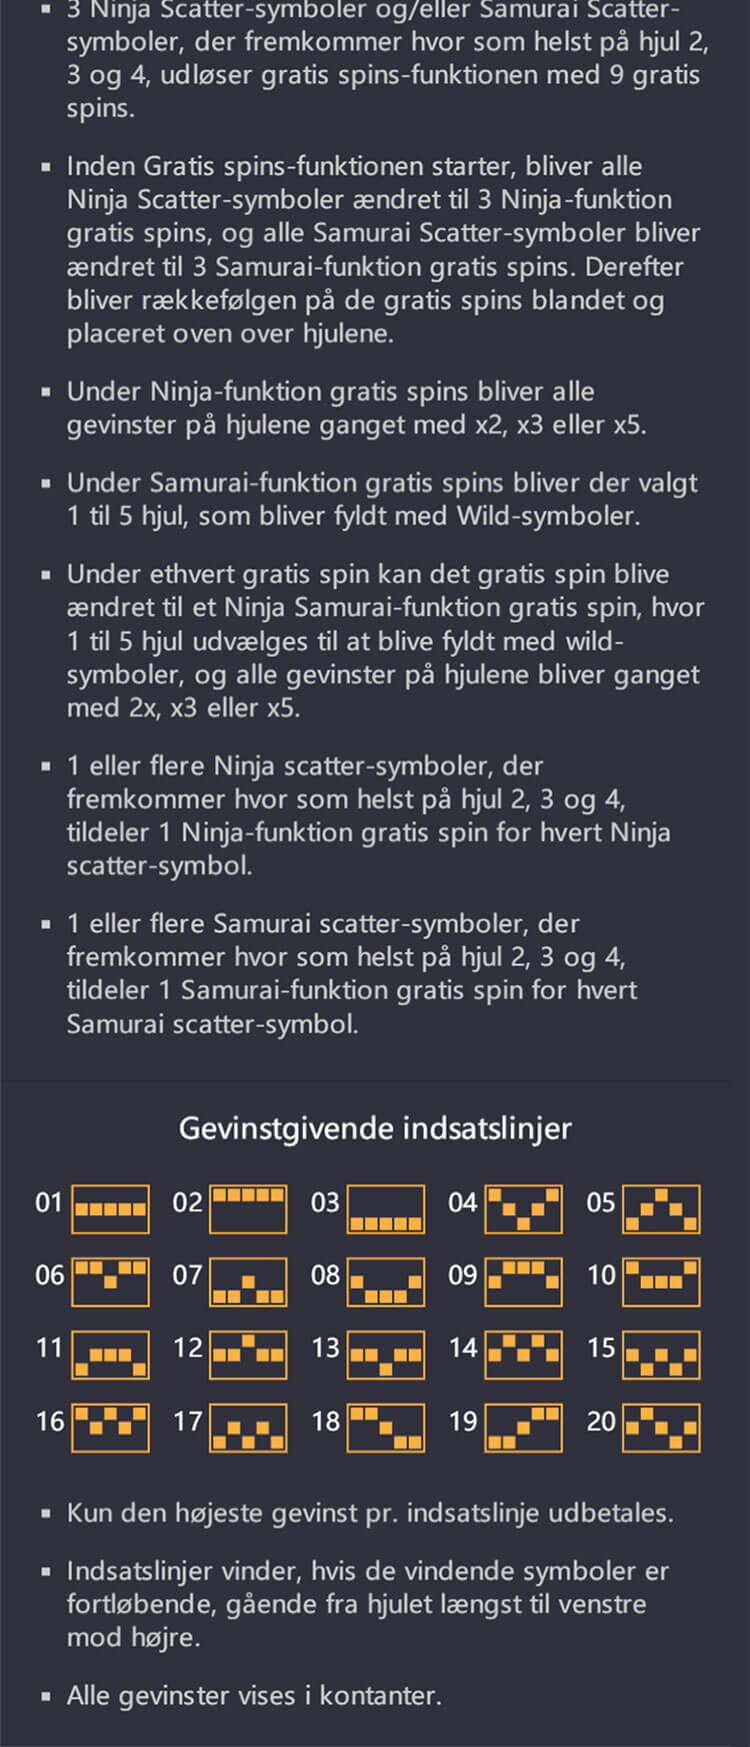 ▪ 3 Ninja Scatter-symboler og/eller Samurai Scatter-
symboler, der fremkommer hvor som helst på hjul 2,
3 og 4, udløser gratis spins-funktionen med 9 gratis
spins.
▪ Inden Gratis spins-funktionen starter, bliver alle
Ninja Scatter-symboler ændret til 3 Ninja-funktion
gratis spins, og alle Samurai Scatter-symboler bliver
ændret til 3 Samurai-funktion gratis spins. Derefter
bliver rækkefølgen på de gratis spins blandet og
placeret oven over hjulene.
▪ Under Ninja-funktion gratis spins bliver alle
gevinster på hjulene ganget med x2, x3 eller x5.
▪ Under Samurai-funktion gratis spins bliver der valgt
1 til 5 hjul, som bliver fyldt med Wild-symboler.
▪ Under ethvert gratis spin kan det gratis spin blive
ændret til et Ninja Samurai-funktion gratis spin, hvor
1 til 5 hjul udvælges til at blive fyldt med wild-
symboler, og alle gevinster på hjulene bliver ganget
med 2x, x3 eller x5.
▪ 1 eller flere Ninja scatter-symboler, der
fremkommer hvor som helst på hjul 2, 3 og 4,
tildeler 1 Ninja-funktion gratis spin for hvert Ninja
scatter-symbol.
▪ 1 eller flere Samurai scatter-symboler, der
fremkommer hvor som helst på hjul 2, 3 og 4,
tildeler 1 Samurai-funktion gratis spin for hvert
Samurai scatter-symbol.
Gevinstgivende indsatslinjer
01 02 03 04 05
06 07 08 09 10
11 12 13 14 15
16 17 18 19 20
▪ Kun den højeste gevinst pr. indsatslinje udbetales.
▪ Indsatslinjer vinder, hvis de vindende symboler er
fortløbende, gående fra hjulet længst til venstre
mod højre.
▪ Alle gevinster vises i kontanter.